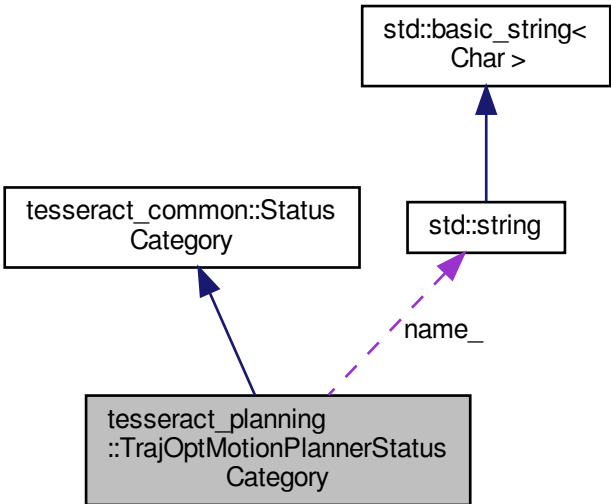 std::basic_string<
Char >
tesseract_common::Status
Category
std::string
name_
tesseract_planning
::TrajOptMotionPlannerStatus
Category